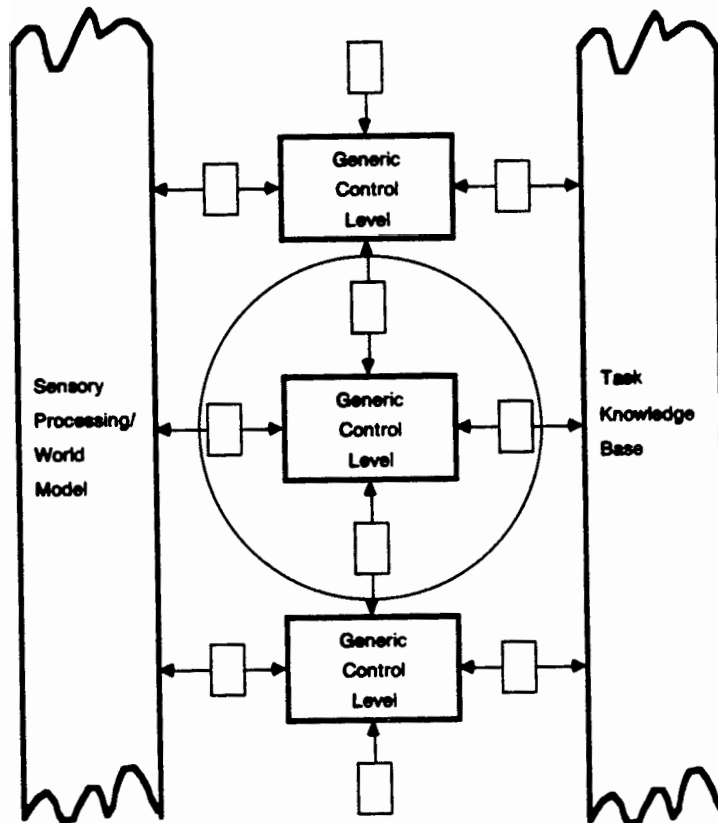 Generic
Control
Level
Sensory
Processing/
World
Model
Generic
Control
Level
Task
Knowledge
Base
Generic
Control
Level